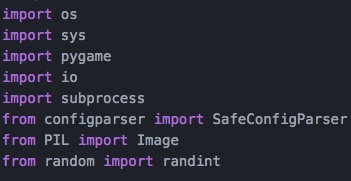 import os
import sys
import pygame
import io
import subprocess
from configparser import SafeConfigParser
from PIL import Image
from random import randint